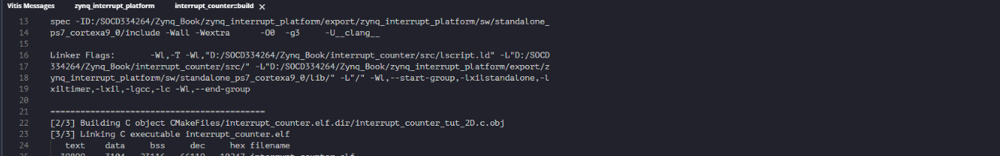 Vitis Messages zynq_interrupt_platform interrupt_counter::build ×
13 spec -ID:/SOCD334264/Zynq_Book/zynq_interrupt_platform/export/zynq_interrupt_platform/sw/standalone_
14 ps7_cortexa9_0/include -Wall -Wextra -O0 -g3 -U__clang__
15
16 Linker Flags: -Wl,-T -Wl,"D:/SOCD334264/Zynq_Book/interrupt_counter/src/lscript.ld" -L"D:/SOCD
17 334264/Zynq_Book/interrupt_counter/src/" -L"D:/SOCD334264/Zynq_Book/zynq_interrupt_platform/export/z
18 ynq_interrupt_platform/sw/standalone_ps7_cortexa9_0/lib/" -L"/" -Wl,--start-group,-lxilstandalone,-l
19 xiltimer,-lxil,-lgcc,-lc -Wl,--end-group
20
21 ===========================================
22 [2/3] Building C object CMakeFiles/interrupt_counter.elf.dir/interrupt_counter_tut_2D.c.obj
23 [3/3] Linking C executable interrupt_counter.elf
24 text data bss dec hex filename